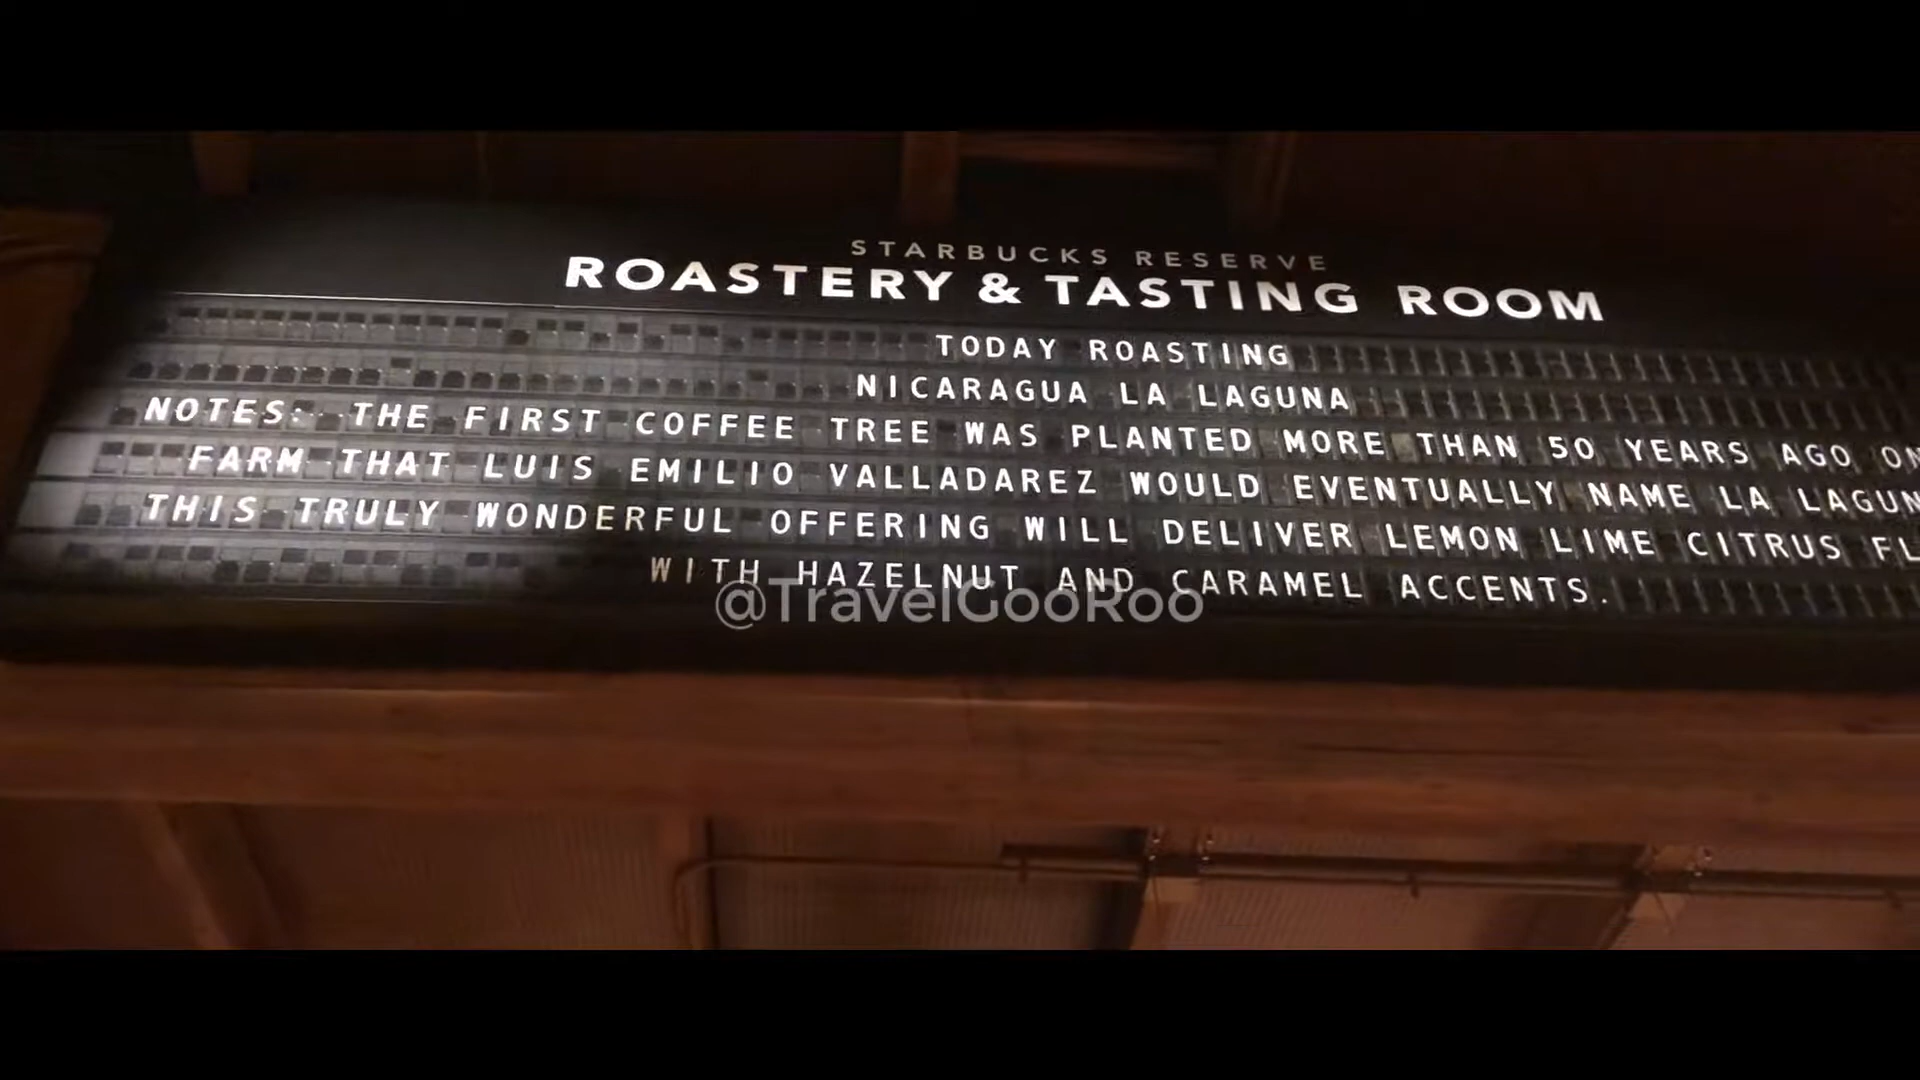 STARBUCKS RESERVE
ROASTERY & TASTING ROOM
TODAY ROASTING
NICARAGUA LA LAGUNA
NOTES: THE FIRST COFFEE TREE WAS PLANTED MORE THAN 50 YEARS AGO ON
FARM THAT LUIS EMILIO VALLADAREZ WOULD EVENTUALLY NAME LA LAGUN
THIS TRULY WONDERFUL OFFERING WILL DELIVER LEMON LIME CITRUS FL
WITH HAZELNUT AND CARAMEL ACCENTS.
@TravelGooRoo